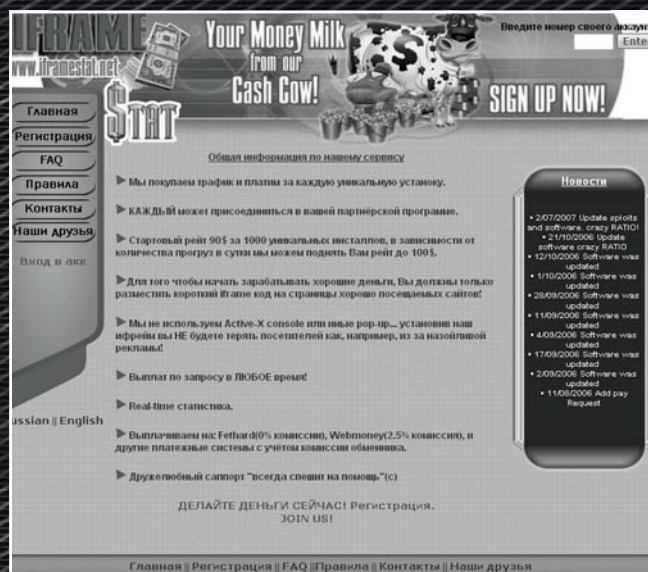 IFRAME
www.iframestat.net
$TAT
Your Money Milk
from our
Cash Cow!
SIGN UP NOW!
Введите номер своего аккаунт
Enter
Главная
Регистрация
FAQ
Правила
Контакты
Наши друзья
Вход в акк
ussian || English
Общая информация по нашему сервису
Мы покупаем трафик и платим за каждую уникальную устаноку.
КАЖДЫЙ может присоединиться в вашей партнёрской программе.
Стартовый рейт 90$ за 1000 уникальных инсталлов, в зависимости от
количества прогруз в сутки мы можем поднять Вам рейт до 100$.
Для того чтобы начать зарабатывать хорошие деньги, Вы должны только
разместить короткий iframe код на страницы хорошо посещаемых сайтов!
Мы не используем Active-X console или иные pop-up... установив наш
ифрейм вы НЕ будете терять посетителей как, например, из за назойливой
рекламы!
Выплат по запросу в ЛЮБОЕ время!
Real-time статистика.
Выплачиваем на: Fethard(0% комиссии), Webmoney(2.5% комиссии), и
другие платежные системы с учётом комиссии обменника.
Дружелюбный саппорт "всегда спешит на помощь"(c)
ДЕЛАЙТЕ ДЕНЬГИ СЕЙЧАС! Регистрация.
JOIN US!
Новости
• 2/07/2007 Update sploits
and software. crazy RATIO!
• 21/10/2006 Update
software crazy RATIO
• 12/10/2006 Software was
updated
• 1/10/2006 Software was
updated
• 28/09/2006 Software was
updated
• 11/09/2006 Software was
updated
• 4/09/2006 Software was
updated
• 17/09/2006 Software was
updated
• 2/09/2006 Software was
updated
• 11/08/2006 Add pay
Request
Главная || Регистрация || FAQ ||Правила || Контакты || Наши друзья